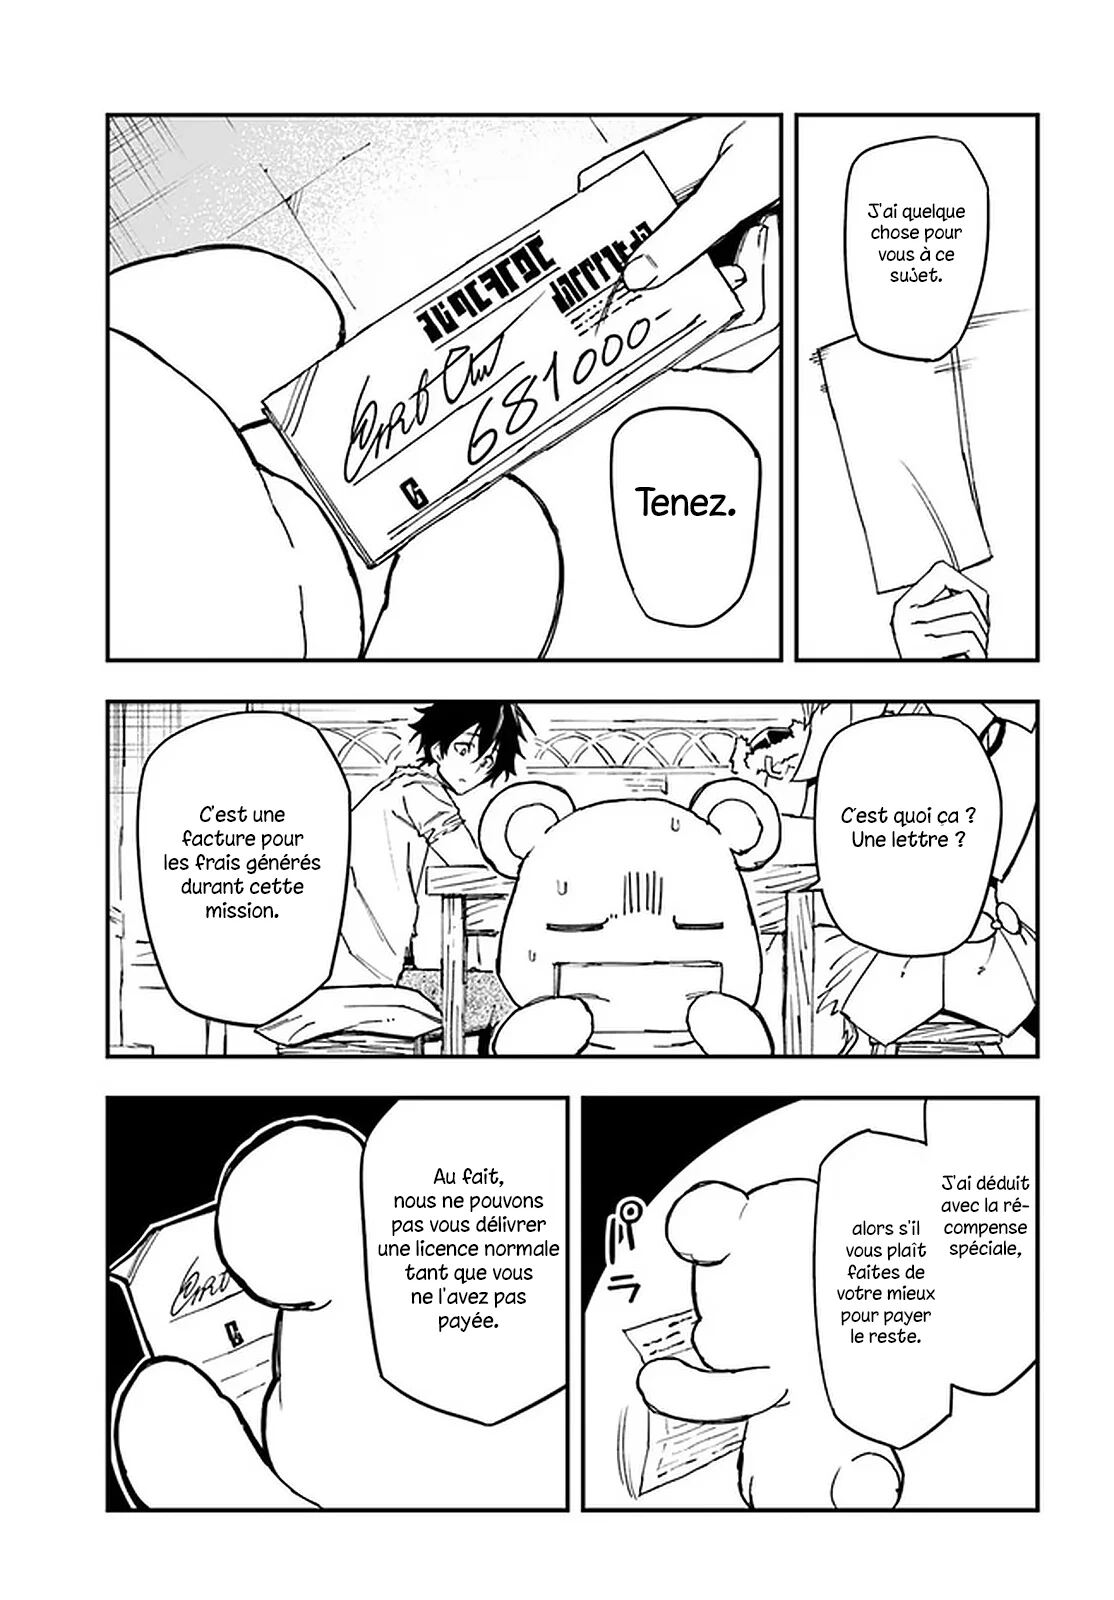 J'ai quelque
chose pour
vous à ce
sujet.
681000-
Tenez.
C'est quoi ça ?
Une lettre ?
C'est une
facture pour
les frais générés
durant cette
mission.
J'ai déduit
avec la ré-
compense
spéciale,
alors s'il
vous plaît
faites de
votre mieux
pour payer
le reste.
Au fait,
nous ne pouvons
pas vous délivrer
une licence normale
tant que vous
ne l'avez pas
payée.